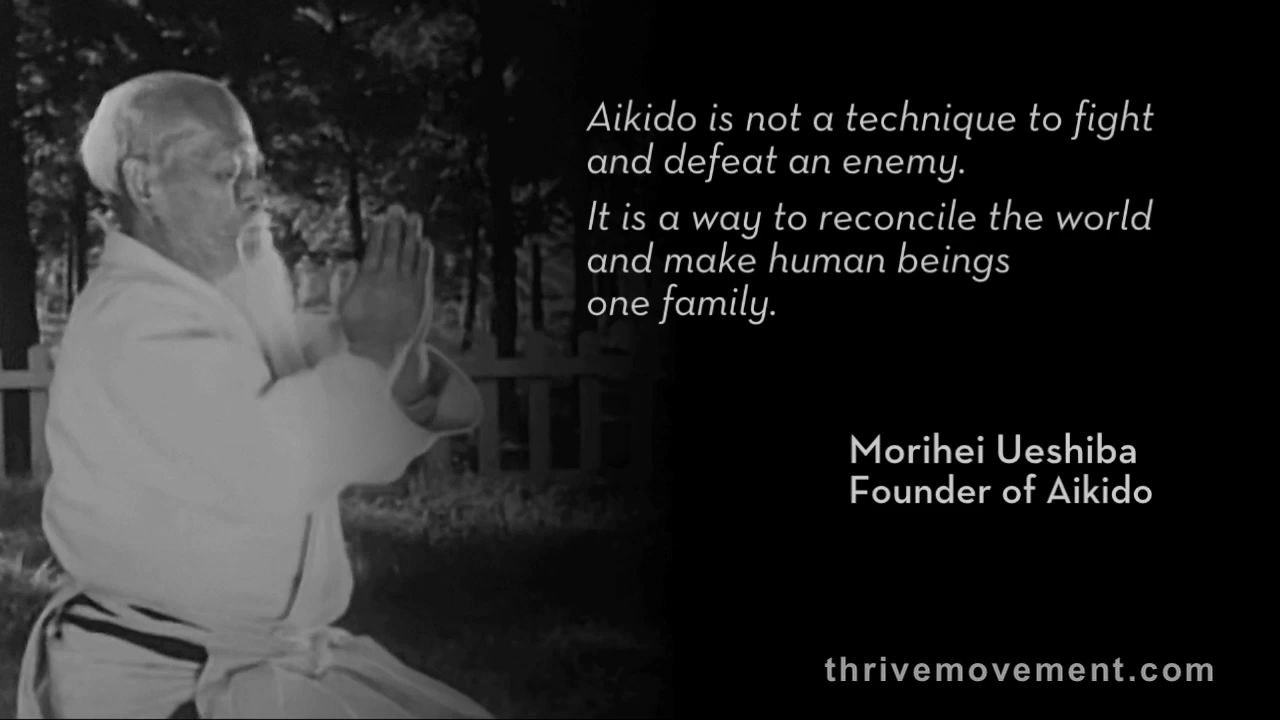 Aikido is not a technique to fight
and defeat an enemy.
It is a way to reconcile the world
and make human beings
one family.
Morihei Ueshiba
Founder of Aikido
thrivemovement.com